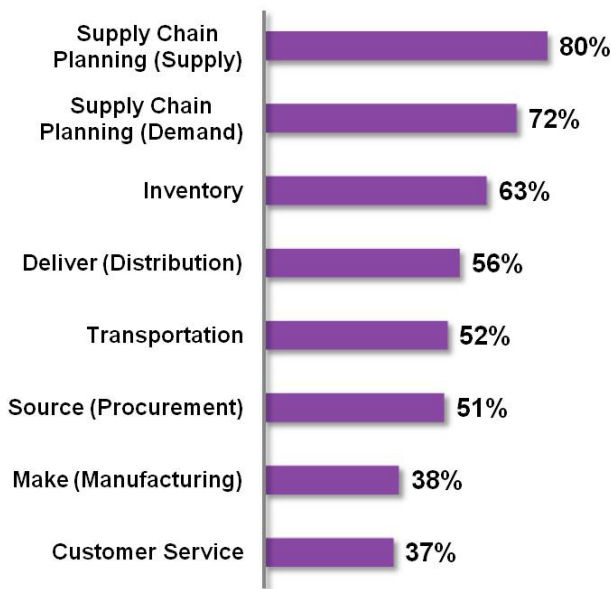 Supply Chain
Planning (Supply)
80%
Supply Chain
Planning (Demand)
72%
Inventory
63%
Deliver (Distribution)
56%
Transportation
52%
Source (Procurement)
51%
Make (Manufacturing)
38%
Customer Service
37%